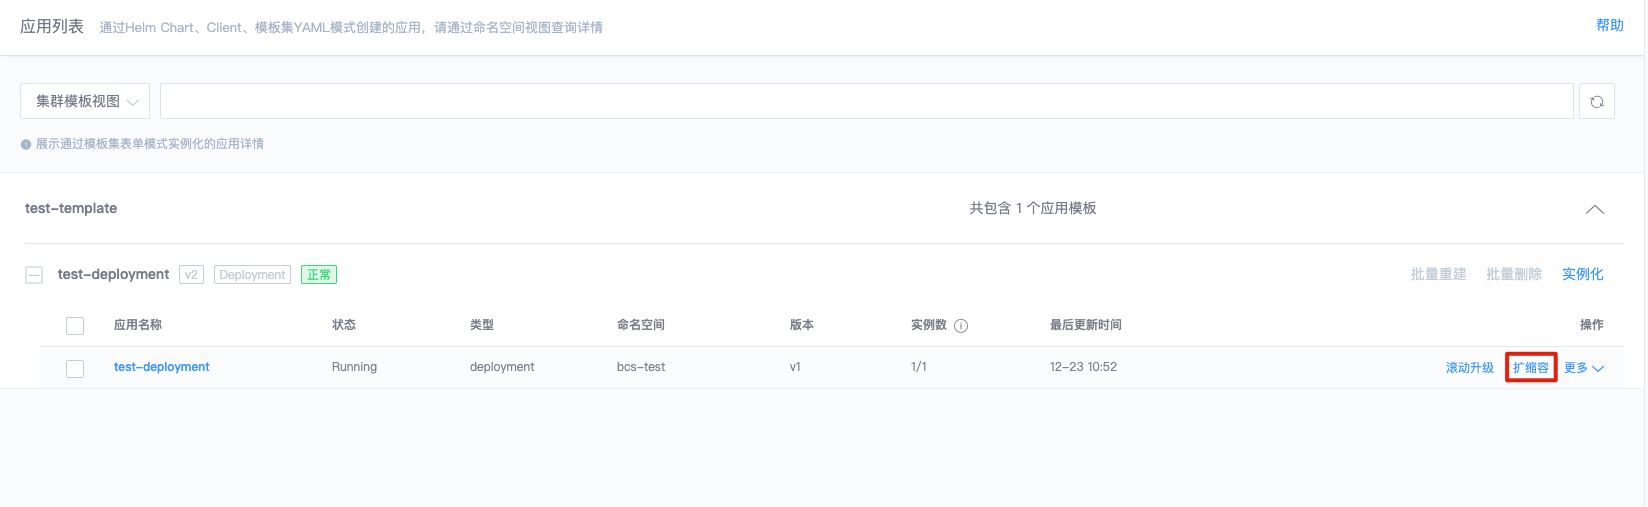 应用列表 通过Helm Chart、Client、模板集YAML模式创建的应用，请通过命名空间视图查询详情 帮助
集群模板视图
展示通过模板集表单模式实例化的应用详情
test-template 共包含 1 个应用模板
test-deployment v2 Deployment 正常 批量重建 批量删除 实例化
应用名称 状态 类型 命名空间 版本 实例数 最后更新时间 操作
test-deployment Running deployment bcs-test v1 1/1 12-23 10:52 滚动升级 扩缩容 更多